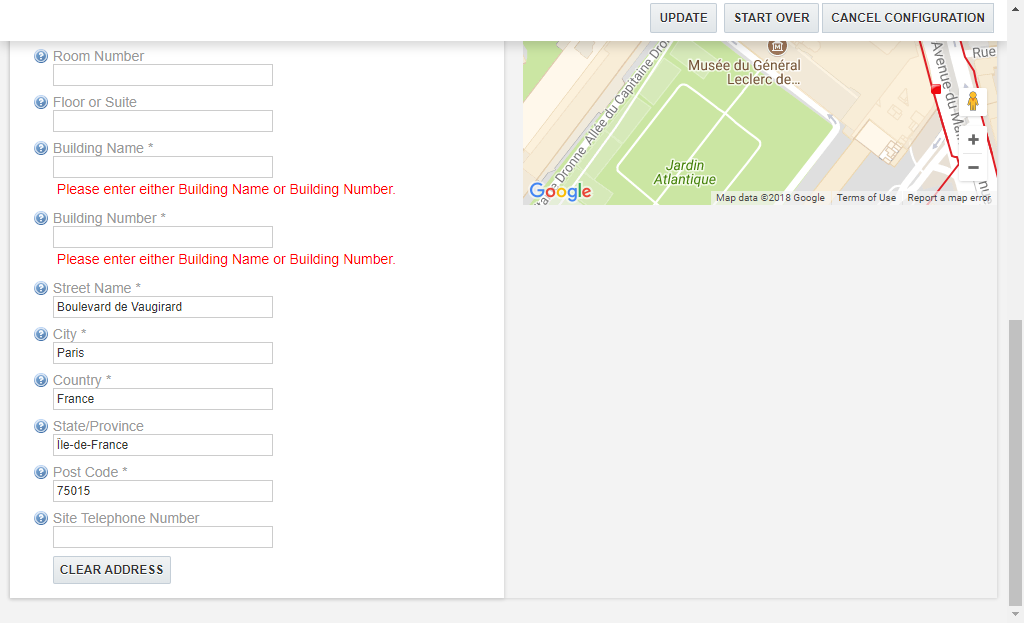 UPDATE START OVER CANCEL CONFIGURATION
Room Number
Floor or Suite
Building Name *
Please enter either Building Name or Building Number.
Building Number *
Please enter either Building Name or Building Number.
Street Name *
Boulevard de Vaugirard
City *
Paris
Country *
France
State/Province
Île-de-France
Post Code *
75015
Site Telephone Number
CLEAR ADDRESS
Musée du Général
Leclerc de...
Dronne
Allée du Capitaine Dronne
Jardin
Atlantique
Avenue du Mai
Rue
Google
Map data ©2018 Google Terms of Use Report a map error